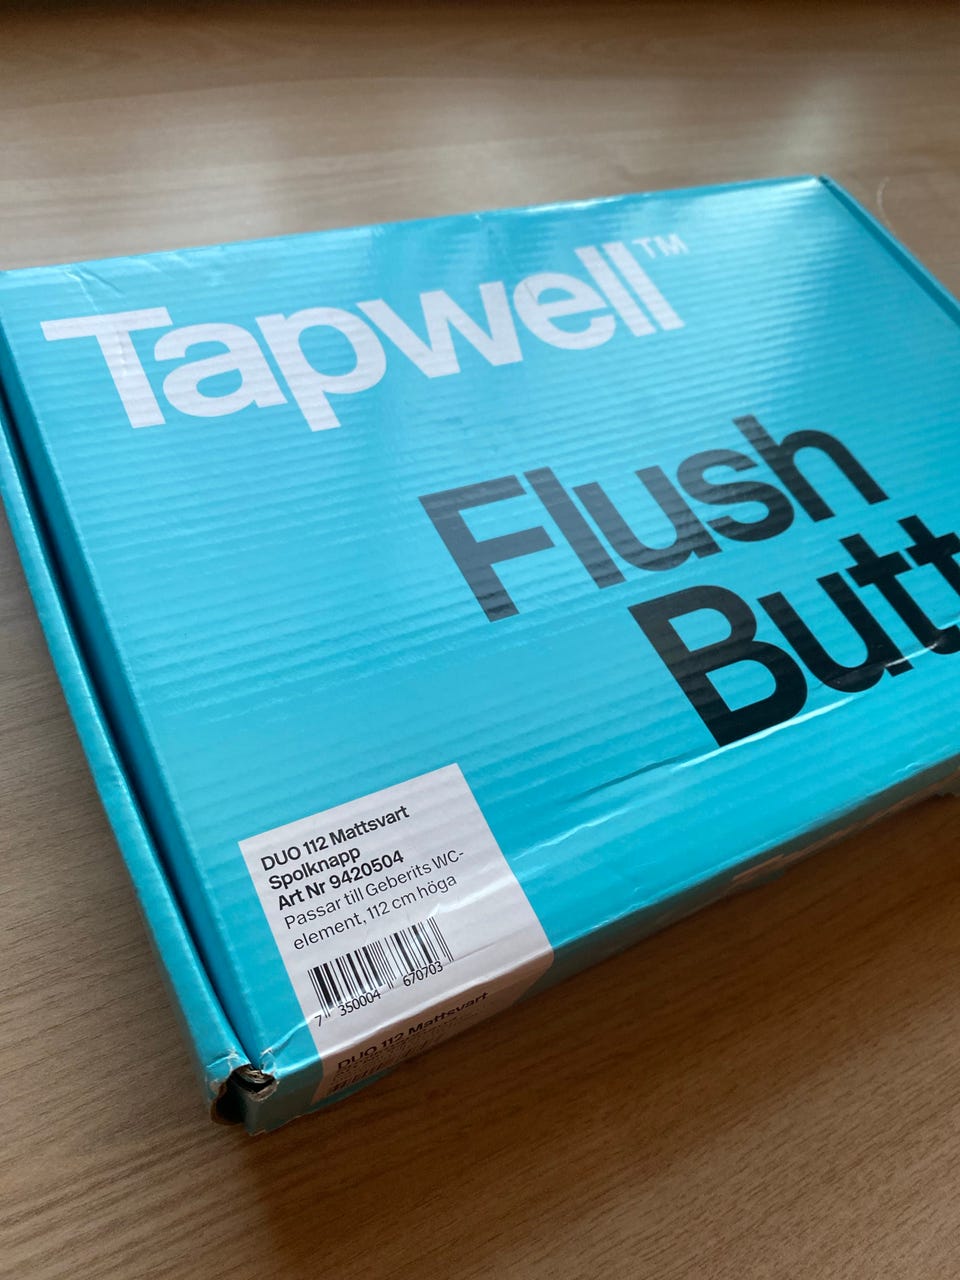 Tapwell™
Flush
Butt
DUO 112 Mattsvart
Spolknapp
Art Nr 9420504
Passar till Geberits WC-
element, 112 cm höga
7 350004 670703
DUO 112 Mattsvart